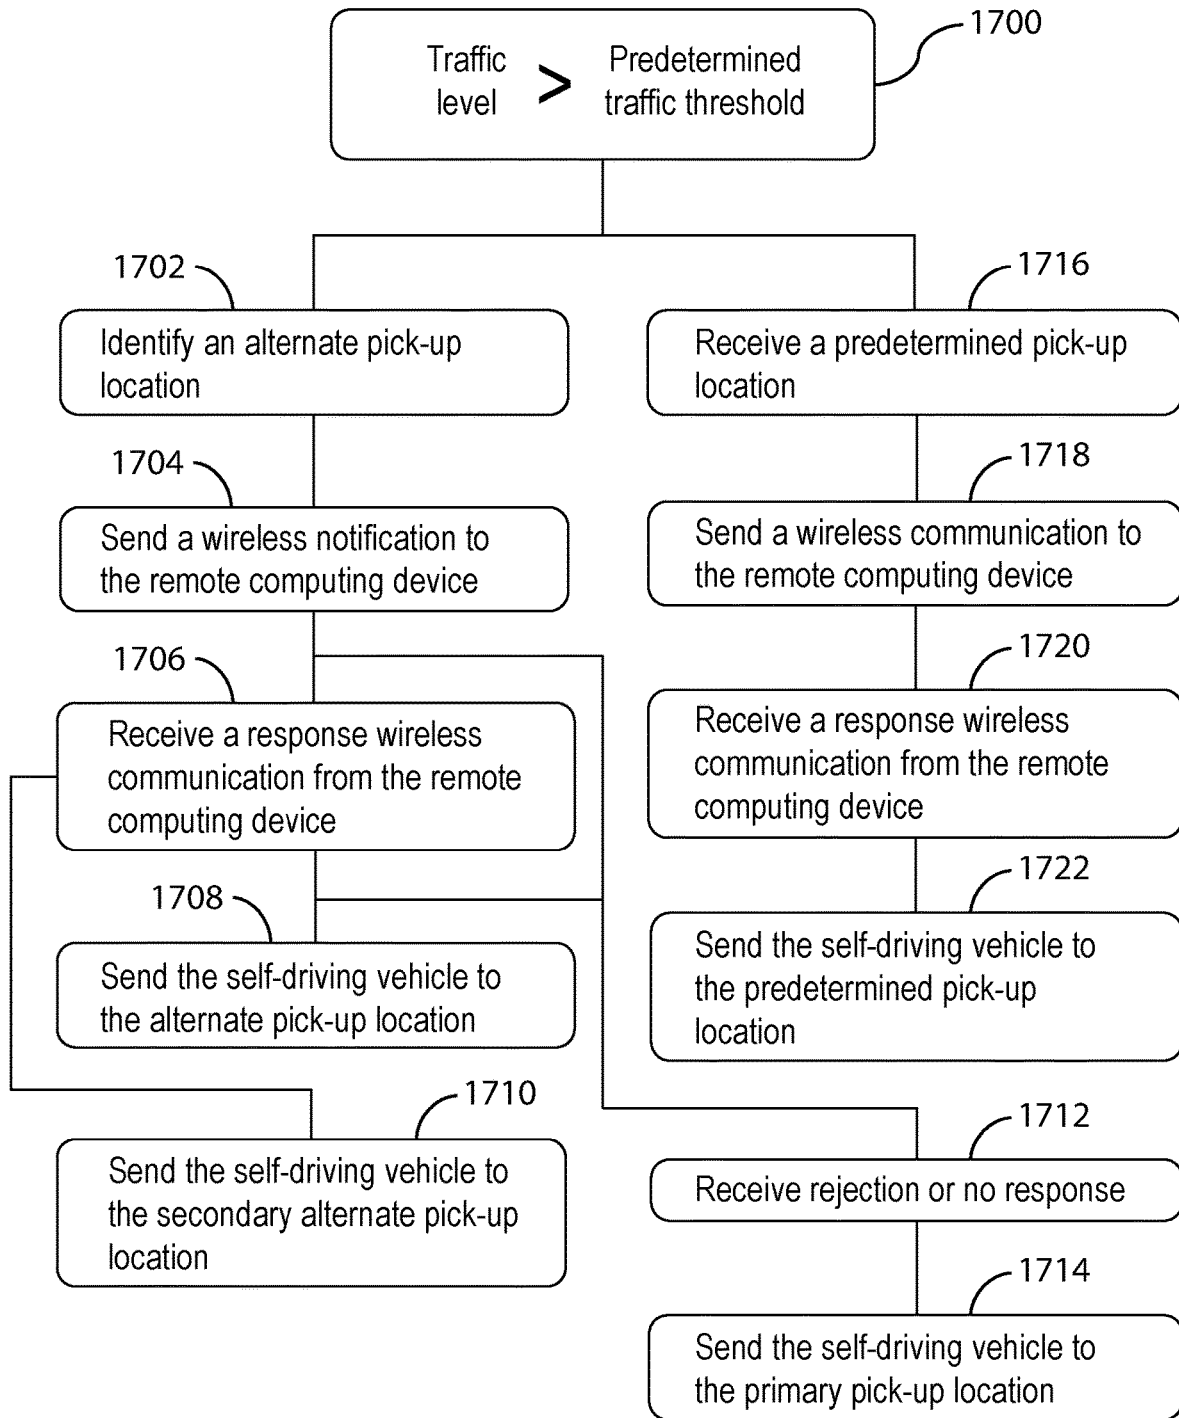 1700
Traffic
level
>
Predetermined
traffic threshold
1702
Identify an alternate pick-up
location
1704
Send a wireless notification to
the remote computing device
1706
Receive a response wireless
communication from the remote
computing device
1708
Send the self-driving vehicle to
the alternate pick-up location
1710
Send the self-driving vehicle to
the secondary alternate pick-up
location
1716
Receive a predetermined pick-up
location
1718
Send a wireless communication to
the remote computing device
1720
Receive a response wireless
communication from the remote
computing device
1722
Send the self-driving vehicle to
the predetermined pick-up
location
1712
Receive rejection or no response
1714
Send the self-driving vehicle to
the primary pick-up location